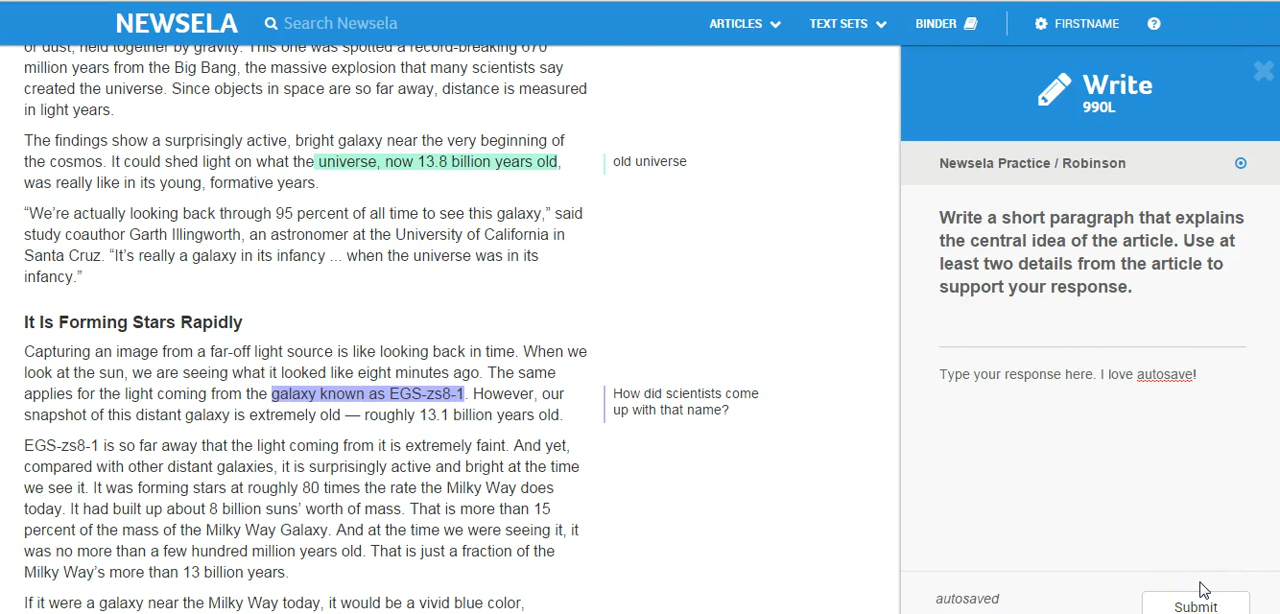 NEWSELA Search Newsela ARTICLES TEXT SETS BINDER FIRSTNAME ?
or dust, held together by gravity. This one was spotted a record-breaking 670
million years from the Big Bang, the massive explosion that many scientists say
created the universe. Since objects in space are so far away, distance is measured
in light years.
The findings show a surprisingly active, bright galaxy near the very beginning of
the cosmos. It could shed light on what the universe, now 13.8 billion years old,
was really like in its young, formative years.
old universe
“We’re actually looking back through 95 percent of all time to see this galaxy,” said
study coauthor Garth Illingworth, an astronomer at the University of California in
Santa Cruz. “It’s really a galaxy in its infancy ... when the universe was in its
infancy.”
It Is Forming Stars Rapidly
Capturing an image from a far-off light source is like looking back in time. When we
look at the sun, we are seeing what it looked like eight minutes ago. The same
applies for the light coming from the galaxy known as EGS-zs8-1. However, our
snapshot of this distant galaxy is extremely old — roughly 13.1 billion years old.
How did scientists come
up with that name?
EGS-zs8-1 is so far away that the light coming from it is extremely faint. And yet,
compared with other distant galaxies, it is surprisingly active and bright at the time
we see it. It was forming stars at roughly 80 times the rate the Milky Way does
today. It had built up about 8 billion suns’ worth of mass. That is more than 15
percent of the mass of the Milky Way Galaxy. And at the time we were seeing it, it
was no more than a few hundred million years old. That is just a fraction of the
Milky Way’s more than 13 billion years.
If it were a galaxy near the Milky Way today, it would be a vivid blue color,
Write
990L
Newsela Practice / Robinson
Write a short paragraph that explains
the central idea of the article. Use at
least two details from the article to
support your response.
Type your response here. I love autosave!
autosaved
Submit